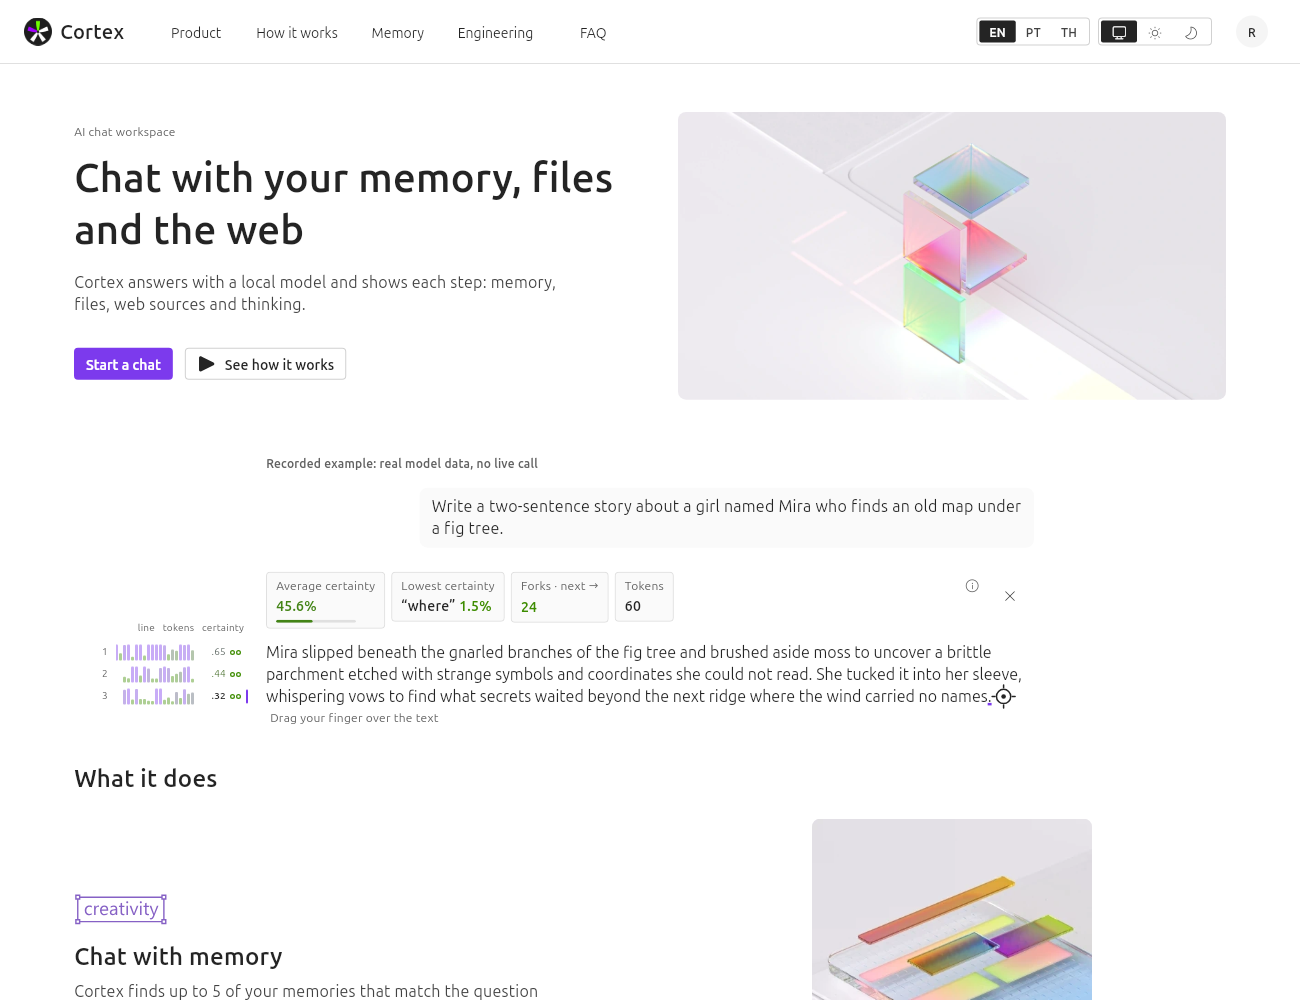 Cortex
Product
How it works
Memory
Engineering
FAQ
EN
PT
TH
R
AI chat workspace
Chat with your memory, files
and the web
Cortex answers with a local model and shows each step: memory,
files, web sources and thinking.
Start a chat
See how it works
Recorded example: real model data, no live call
Write a two-sentence story about a girl named Mira who finds an old map under
a fig tree.
Average certainty
45.6%
Lowest certainty
“where” 1.5%
Forks · next →
24
Tokens
60
line tokens certainty
1 .65
2 .44
3 .32
Mira slipped beneath the gnarled branches of the fig tree and brushed aside moss to uncover a brittle
parchment etched with strange symbols and coordinates she could not read. She tucked it into her sleeve,
whispering vows to find what secrets waited beyond the next ridge where the wind carried no names.
Drag your finger over the text
What it does
creativity
Chat with memory
Cortex finds up to 5 of your memories that match the question